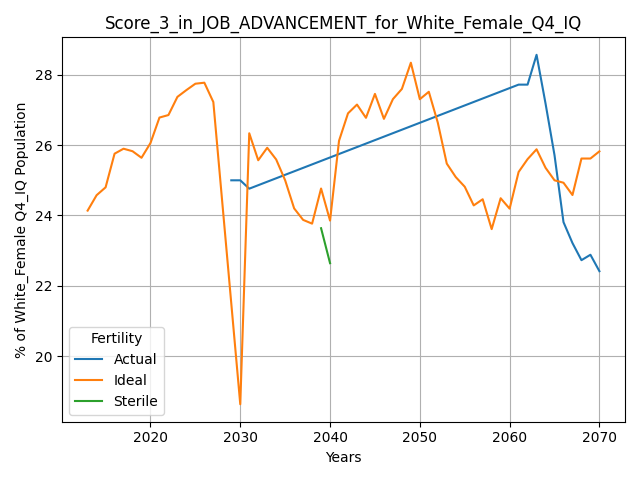 Score_3_in_JOB_ADVANCEMENT_for_White_Female_Q4_IQ
% of White_Female Q4_IQ Population
28
26
24
22
20
Fertility
Actual
Ideal
Sterile
2020 2030 2040 2050 2060 2070
Years